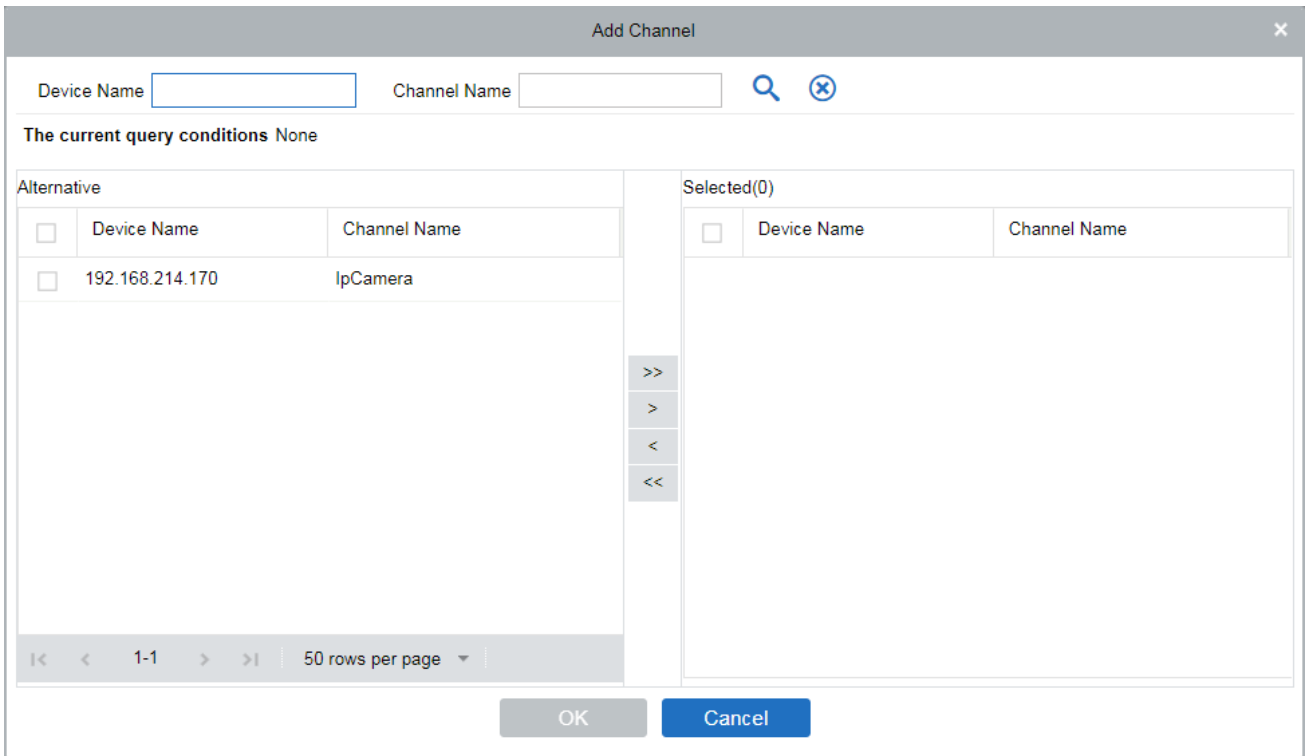 Add Channel ×
Device Name Channel Name
The current query conditions None
Alternative
Device Name Channel Name
192.168.214.170 IpCamera
>>
>
<
<<
Selected(0)
Device Name Channel Name
1-1 50 rows per page
OK Cancel